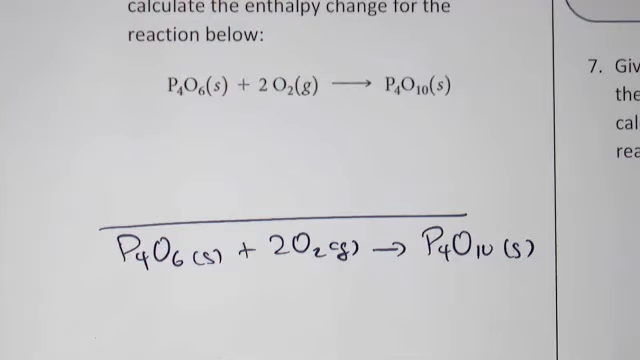 calculate the enthalpy change for the
reaction below:
P₄O₆(s) + 2 O₂(g) ⟶ P₄O₁₀(s)
P₄O₆ (s) + 2O₂(g) → P₄O₁₀ (s)
7. Giv
the
cal
rea